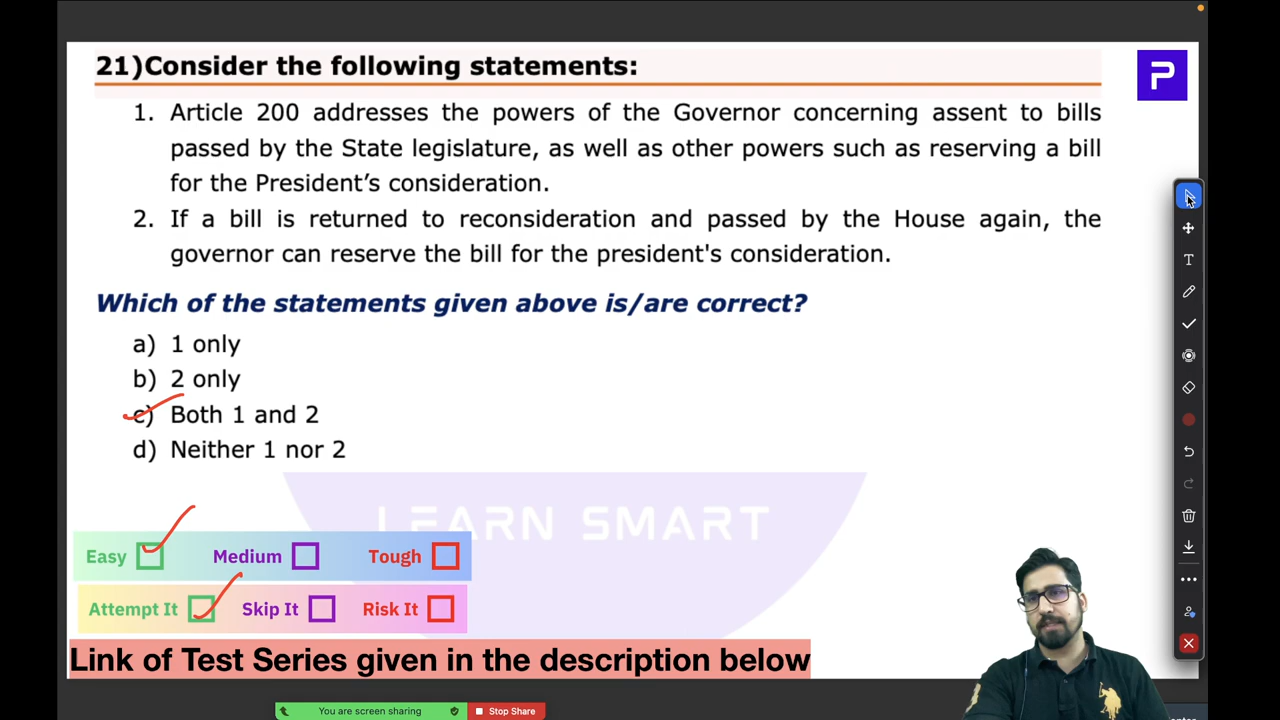 21)Consider the following statements:
P
1. Article 200 addresses the powers of the Governor concerning assent to bills
passed by the State legislature, as well as other powers such as reserving a bill
for the President’s consideration.
2. If a bill is returned to reconsideration and passed by the House again, the
governor can reserve the bill for the president's consideration.
Which of the statements given above is/are correct?
a) 1 only
b) 2 only
c) Both 1 and 2
d) Neither 1 nor 2
LEARN SMART
Easy Medium Tough
Attempt It Skip It Risk It
Link of Test Series given in the description below
You are screen sharing Stop Share
T